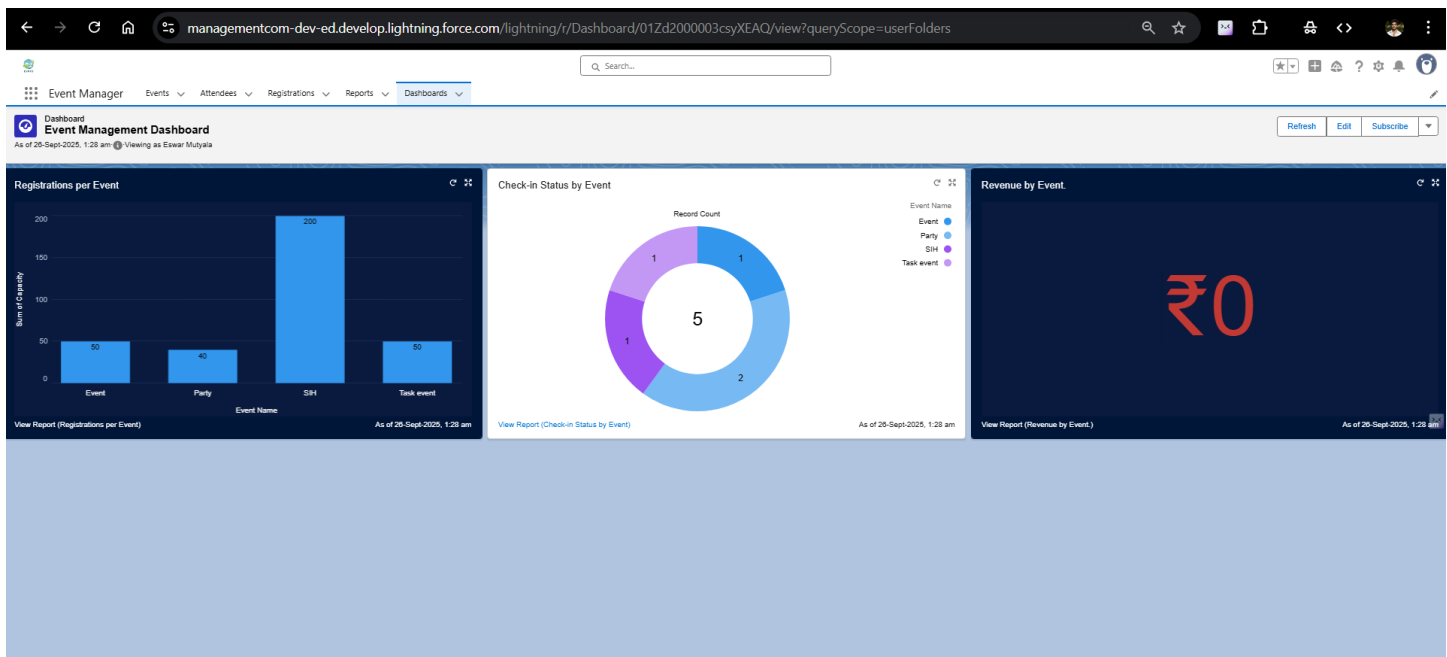 managementcom-dev-ed.develop.lightning.force.com/lightning/r/Dashboard/01Zd2000003csyXEAQ/view?queryScope=userFolders
Search...
Event Manager Events Attendees Registrations Reports Dashboards
Dashboard
Event Management Dashboard
As of 26-Sept-2025, 1:28 am Viewing as Eswar Mutyala
Refresh Edit Subscribe
Registrations per Event
200
150
100
50
0
Sum of Capacity
50
40
200
50
Event Party SIH Task event
Event Name
View Report (Registrations per Event) As of 26-Sept-2025, 1:28 am
Check-in Status by Event
Record Count
Event Name
Event
Party
SIH
Task event
1
1
5
1
2
View Report (Check-in Status by Event) As of 26-Sept-2025, 1:28 am
Revenue by Event.
₹0
View Report (Revenue by Event.) As of 26-Sept-2025, 1:28 am